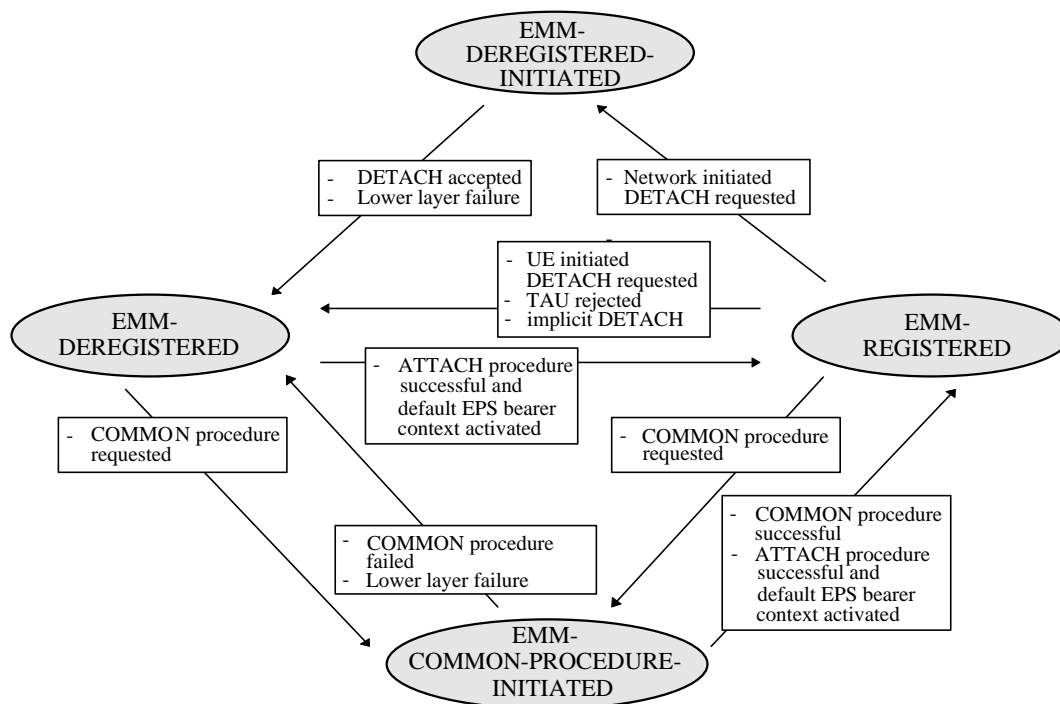 EMM-
DEREGISTERED-
INITIATED
- DETACH accepted
- Lower layer failure
- Network initiated
DETACH requested
- UE initiated
DETACH requested
- TAU rejected
- implicit DETACH
EMM-
DEREGISTERED
EMM-
REGISTERED
- ATTACH procedure
successful and
default EPS bearer
context activated
- COMMON procedure
requested
- COMMON procedure
requested
- COMMON procedure
failed
- Lower layer failure
- COMMON procedure
successful
- ATTACH procedure
successful and
default EPS bearer
context activated
EMM-
COMMON-PROCEDURE-
INITIATED